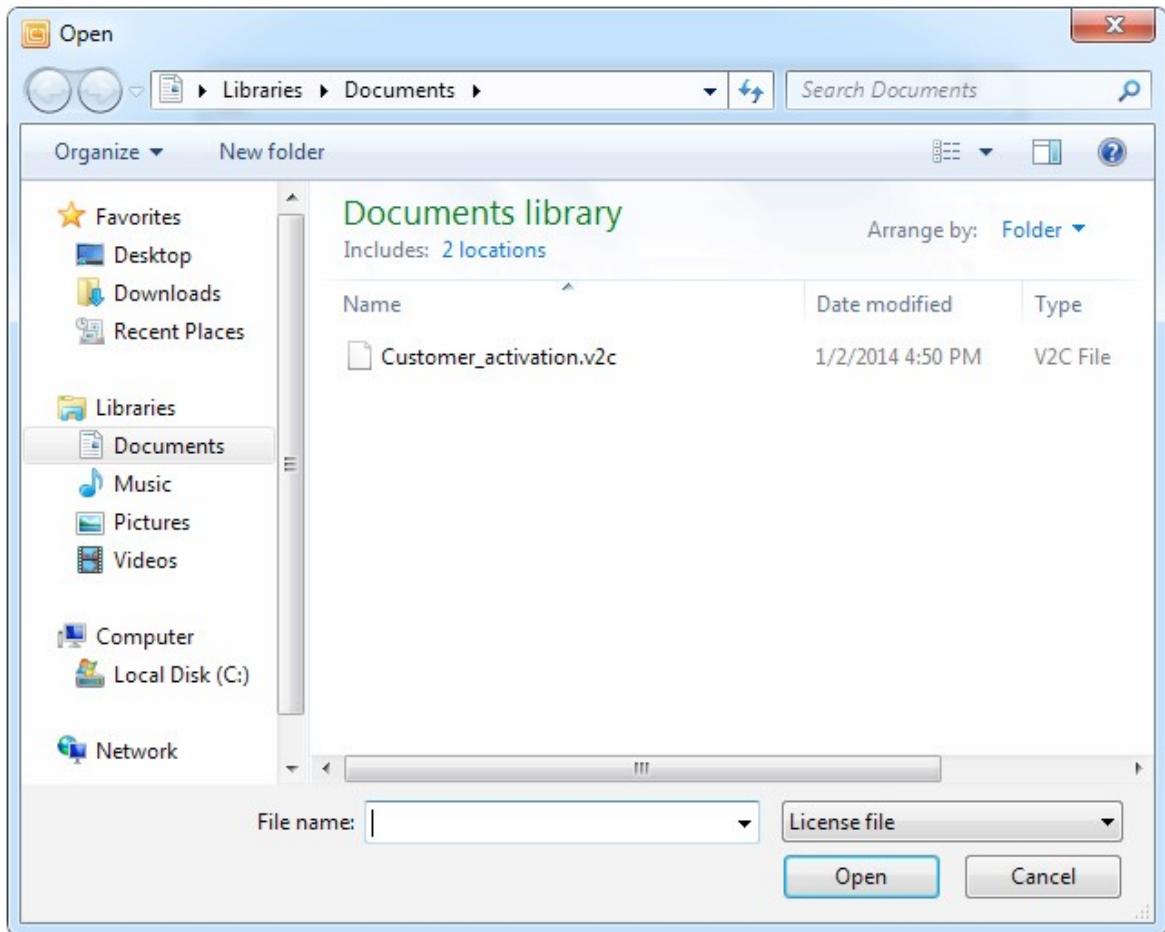 Open
Libraries Documents
Search Documents
Organize New folder
Favorites
Desktop
Downloads
Recent Places
Libraries
Documents
Music
Pictures
Videos
Computer
Local Disk (C:)
Network
Documents library
Includes: 2 locations
Arrange by: Folder
Name Date modified Type
Customer_activation.v2c 1/2/2014 4:50 PM V2C File
File name: License file
Open Cancel